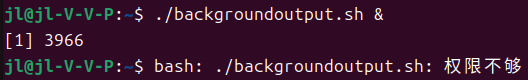 jl@jl-V-V-P:~$ ./backgroundoutput.sh &
[1] 3966
jl@jl-V-V-P:~$ bash: ./backgroundoutput.sh: 权限不够